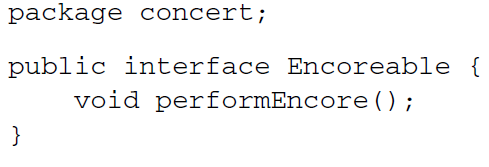 package concert;
public interface Encoreable {
    void performEncore();
}